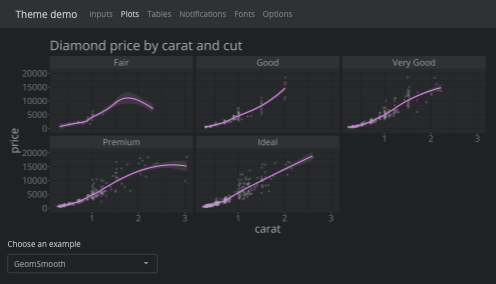 Theme demo Inputs Plots Tables Notifications Fonts Options
Diamond price by carat and cut
Fair Good Very Good
20000
15000
10000
5000
0
1 2 3
Premium Ideal
price
20000
15000
10000
5000
0
1 2 3 1 2 3
carat
Choose an example
GeomSmooth